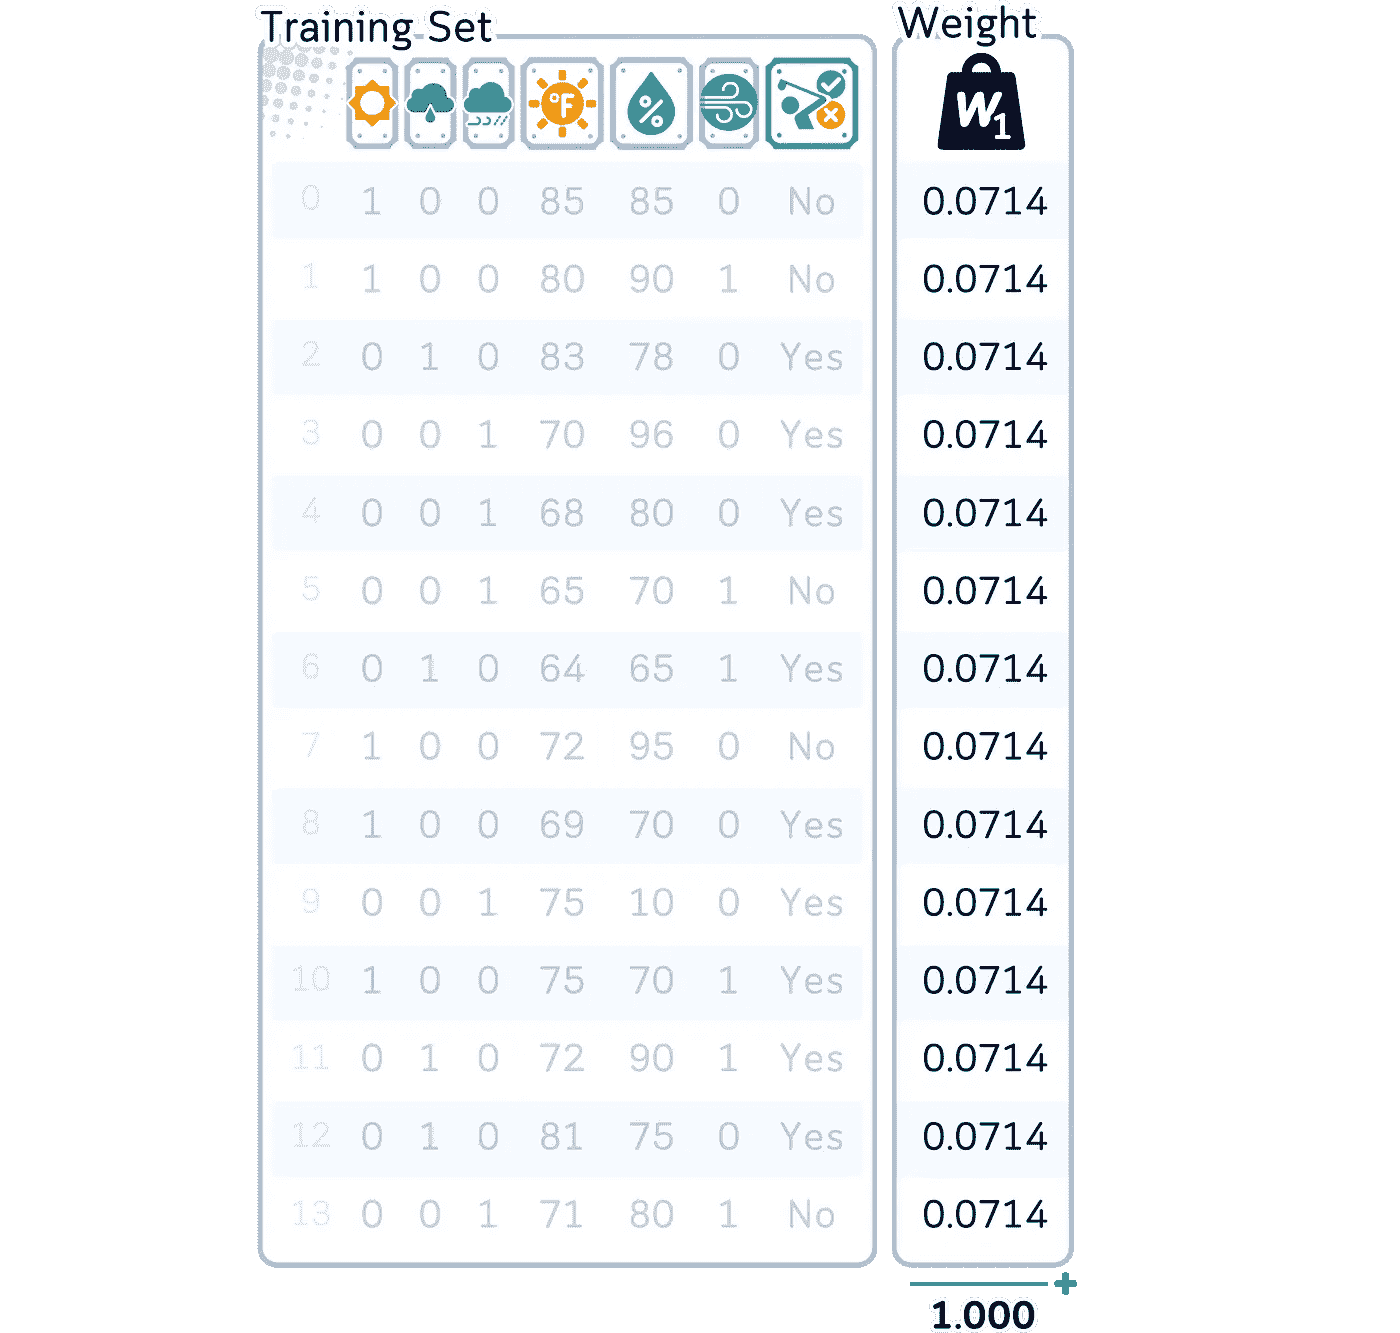 Training Set Weight
°F % W1
0 1 0 0 85 85 0 No 0.0714
1 1 0 0 80 90 1 No 0.0714
2 0 1 0 83 78 0 Yes 0.0714
3 0 0 1 70 96 0 Yes 0.0714
4 0 0 1 68 80 0 Yes 0.0714
5 0 0 1 65 70 1 No 0.0714
6 0 1 0 64 65 1 Yes 0.0714
7 1 0 0 72 95 0 No 0.0714
8 1 0 0 69 70 0 Yes 0.0714
9 0 0 1 75 10 0 Yes 0.0714
10 1 0 0 75 70 1 Yes 0.0714
11 0 1 0 72 90 1 Yes 0.0714
12 0 1 0 81 75 0 Yes 0.0714
13 0 0 1 71 80 1 No 0.0714
+
1.000